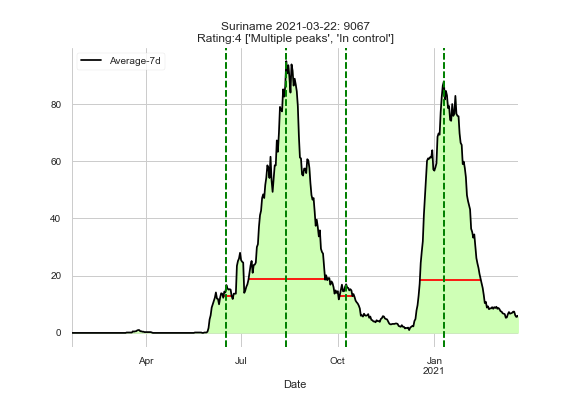 Suriname 2021-03-22: 9067
Rating:4 ['Multiple peaks', 'In control']
Average-7d
80
60
40
20
0
Apr
Jul
Oct
Jan
2021
Date